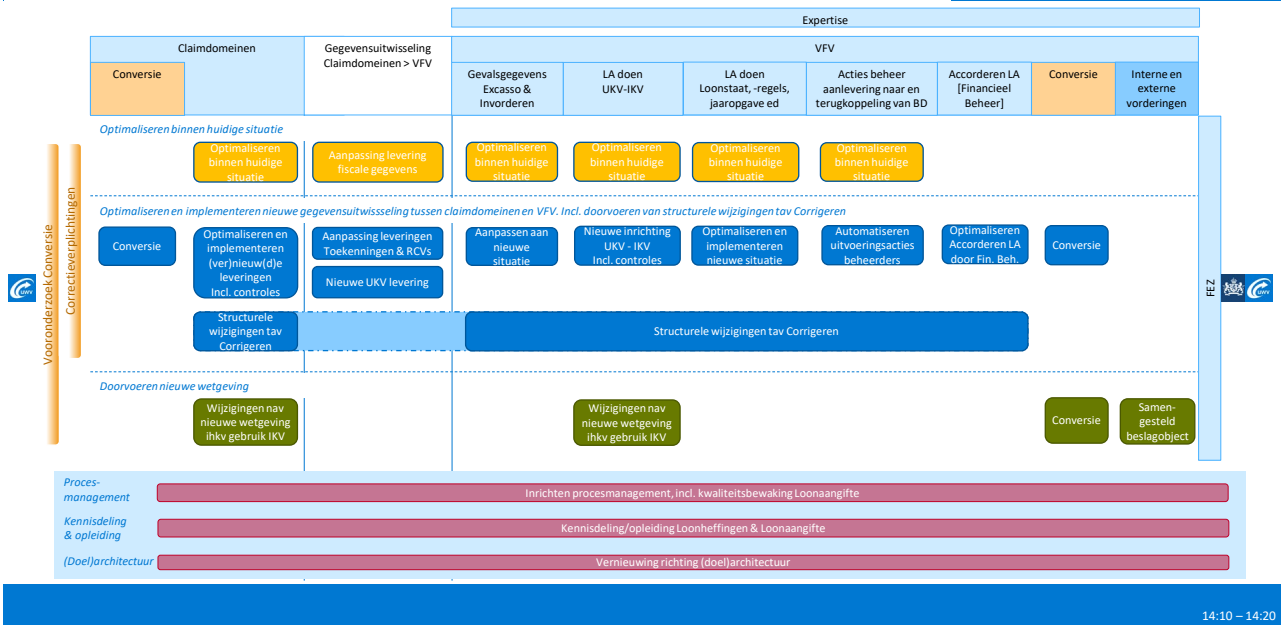 Expertise
Claimdomeinen
Gegevensuitwisseling
Claimdomeinen > VFV
VFV
Conversie
Gevalsgegevens
Excasso &
Invorderen
LA doen
UKV-IKV
LA doen
Loonstaat, -regels,
jaaropgave ed
Acties beheer
aanlevering naar en
terugkoppeling van BD
Accorderen LA
[Financieel
Beheer]
Conversie
Interne en
externe
vorderingen
Optimaliseren binnen huidige situatie
Optimaliseren
binnen huidige
situatie
Aanpassing levering
fiscale gegevens
Optimaliseren
binnen huidige
situatie
Optimaliseren
binnen huidige
situatie
Optimaliseren
binnen huidige
situatie
Optimaliseren
binnen huidige
situatie
Vooronderzoek Conversie
Correctieverplichtingen
Optimaliseren en implementeren nieuwe gegevensuitwissseling tussen claimdomeinen en VFV. Incl. doorvoeren van structurele wijzigingen tav Corrigeren
Conversie
Optimaliseren en
implementeren
(ver)nieuw(d)e
leveringen
Incl. controles
Aanpassing leveringen
Toekenningen & RCVs
Nieuwe UKV levering
Aanpassen aan
nieuwe
situatie
Nieuwe inrichting
UKV - IKV
Incl. controles
Optimaliseren en
implementeren
nieuwe situatie
Automatiseren
uitvoeringsacties
beheerders
Optimaliseren
Accorderen LA
door Fin. Beh.
Conversie
UWV
FEZ
UWV
Structurele
wijzigingen tav
Corrigeren
Structurele wijzigingen tav Corrigeren
Doorvoeren nieuwe wetgeving
Wijzigingen nav
nieuwe wetgeving
ihkv gebruik IKV
Wijzigingen nav
nieuwe wetgeving
ihkv gebruik IKV
Conversie
Samen-
gesteld
beslagobject
Proces-
management
Inrichten procesmanagement, incl. kwaliteitsbewaking Loonaangifte
Kennisdeling
& opleiding
Kennisdeling/opleiding Loonheffingen & Loonaangifte
(Doel)architectuur
Vernieuwing richting (doel)architectuur
14:10 – 14:20